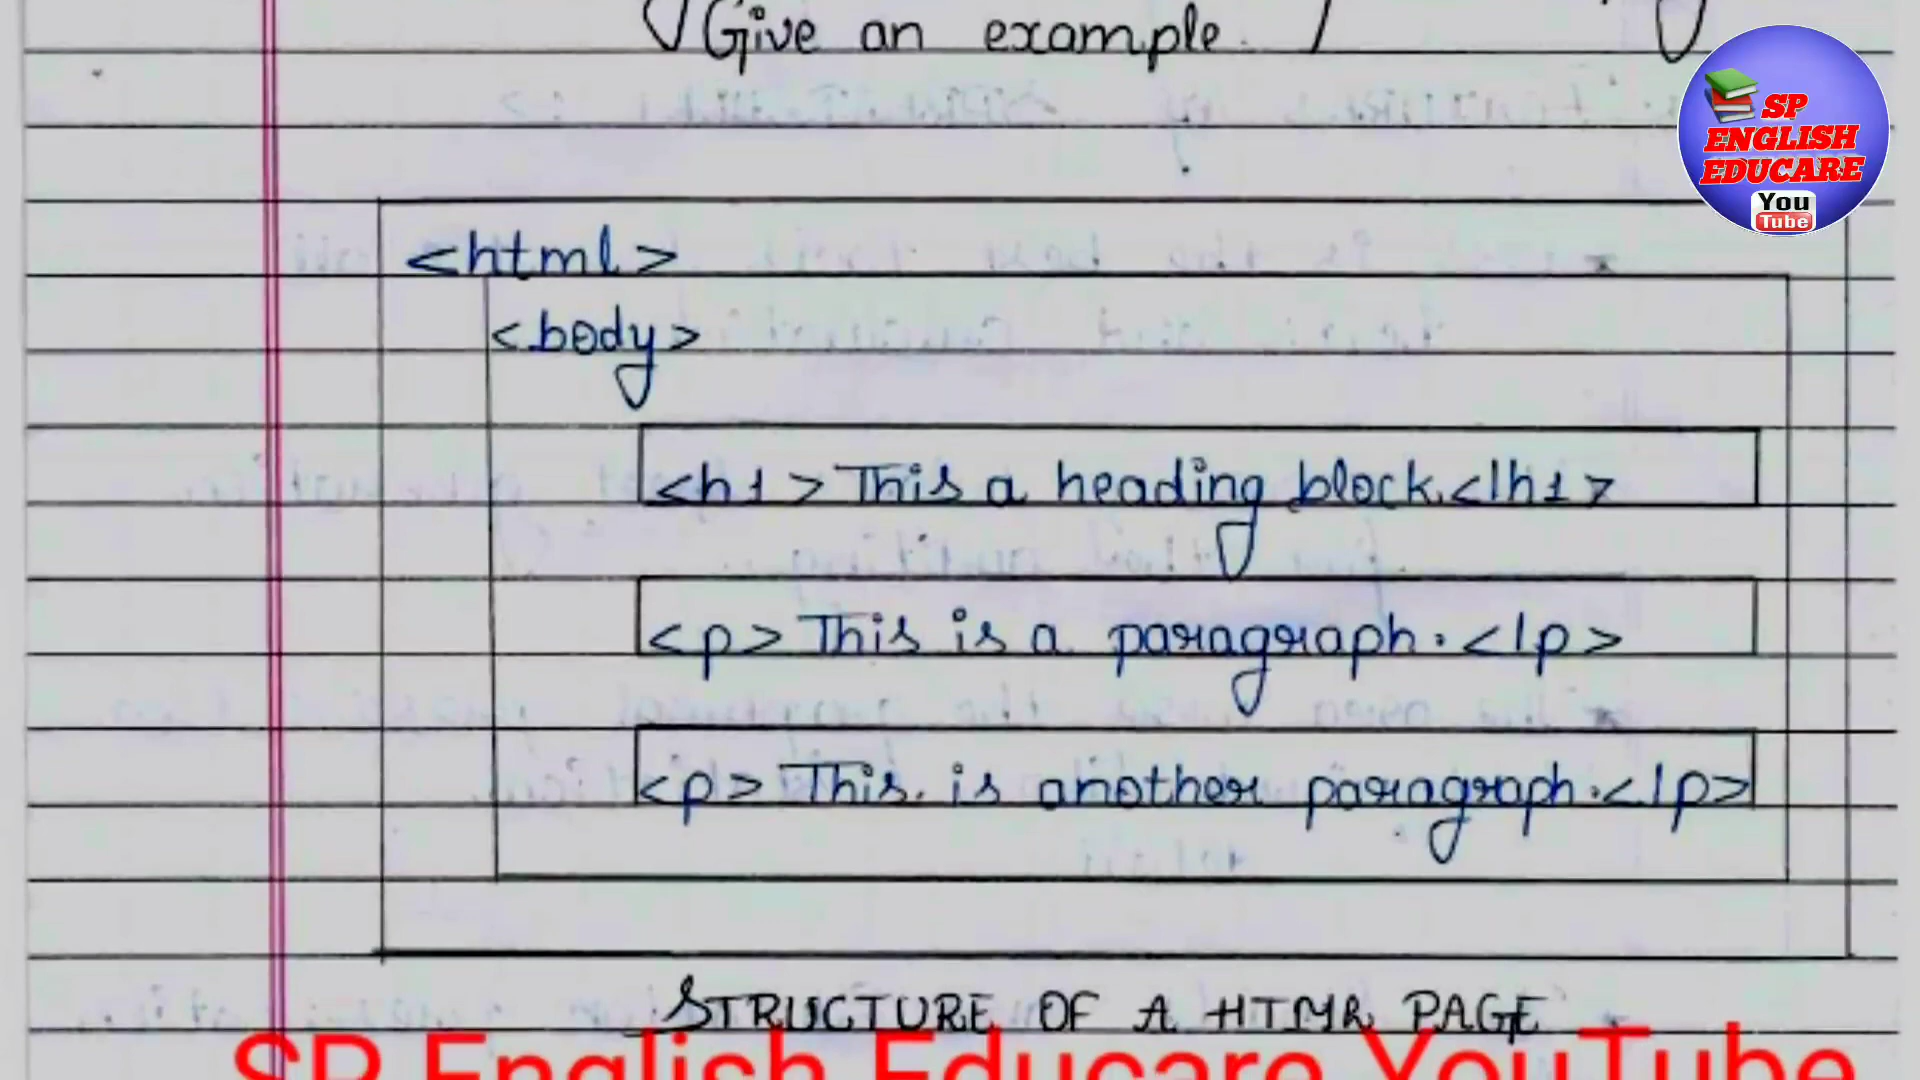 Give an example.
SP
ENGLISH
EDUCARE
You
Tube
<html>
<body>
<h1>This a heading block.</h1>
<p>This is a paragraph.</p>
<p>This is another paragraph.</p>
STRUCTURE OF A HTML PAGE
SP English Educare YouTube